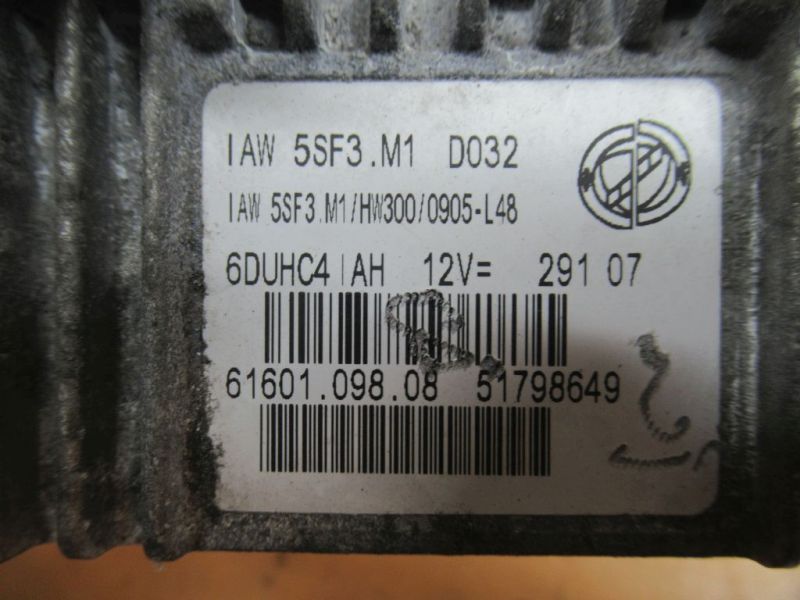 IAW 5SF3.M1 D032
IAW 5SF3.M1/HW300/0905-L48
6DUHC4IAH 12V= 291 07
61601.098.08 51798649